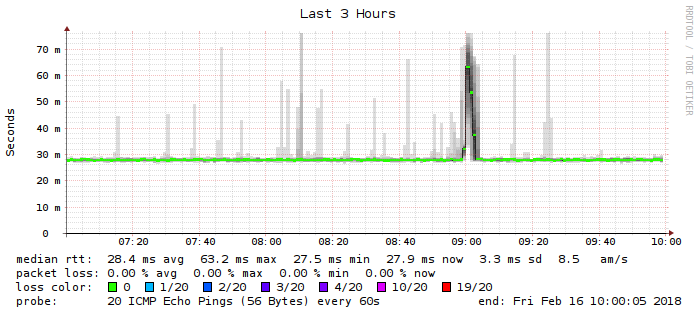 Last 3 Hours
RRDTOOL / TOBI OETIKER
Seconds
70 m
60 m
50 m
40 m
30 m
20 m
10 m
0
07:20 07:40 08:00 08:20 08:40 09:00 09:20 09:40 10:00
median rtt: 28.4 ms avg 63.2 ms max 27.5 ms min 27.9 ms now 3.3 ms sd 8.5 am/s
packet loss: 0.00 % avg 0.00 % max 0.00 % min 0.00 % now
loss color: 0 1/20 2/20 3/20 4/20 10/20 19/20
probe: 20 ICMP Echo Pings (56 Bytes) every 60s end: Fri Feb 16 10:00:05 2018